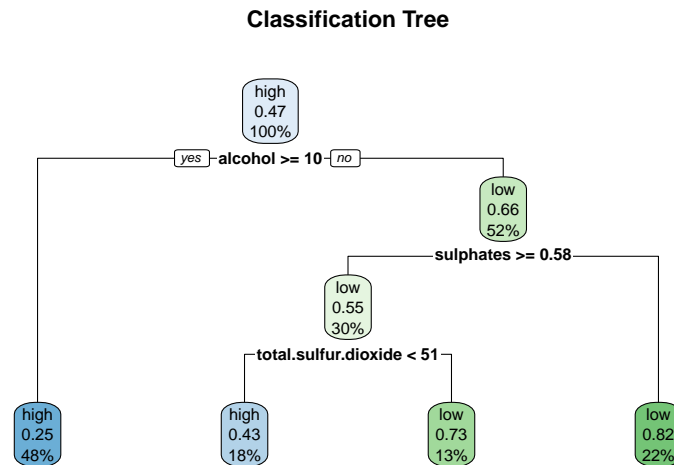 Classification Tree
high
0.47
100%
yes alcohol >= 10 no
low
0.66
52%
sulphates >= 0.58
low
0.55
30%
total.sulfur.dioxide < 51
high
0.25
48%
high
0.43
18%
low
0.73
13%
low
0.82
22%